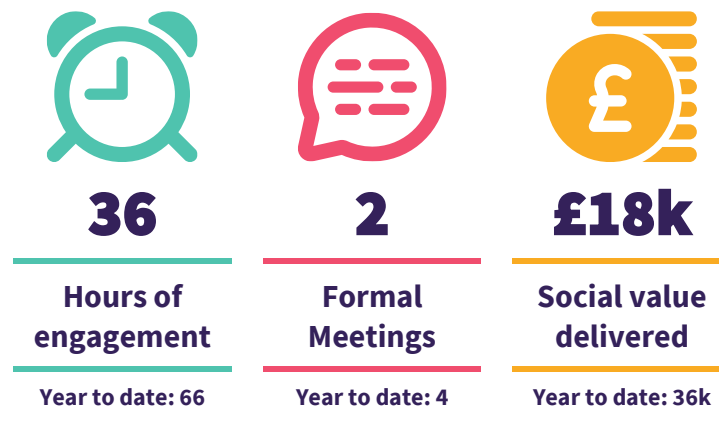 36
Hours of
engagement
Year to date: 66
2
Formal
Meetings
Year to date: 4
£
£18k
Social value
delivered
Year to date: 36k